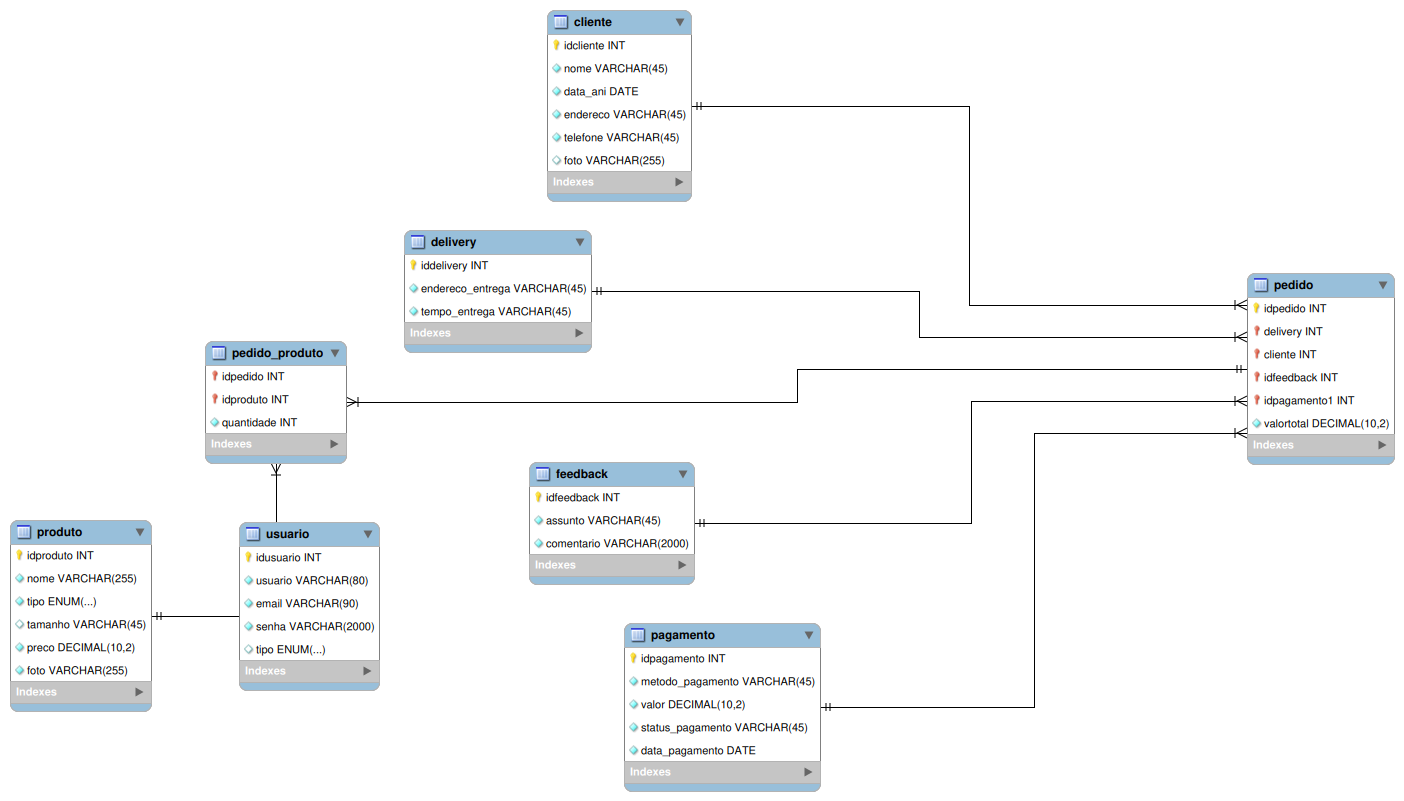 cliente
idcliente INT
nome VARCHAR(45)
data_ani DATE
endereco VARCHAR(45)
telefone VARCHAR(45)
foto VARCHAR(255)
Indexes
delivery
iddelivery INT
endereco_entrega VARCHAR(45)
tempo_entrega VARCHAR(45)
Indexes
pedido
idpedido INT
delivery INT
cliente INT
idfeedback INT
idpagamento1 INT
valortotal DECIMAL(10,2)
Indexes
pedido_produto
idpedido INT
idproduto INT
quantidade INT
Indexes
feedback
idfeedback INT
assunto VARCHAR(45)
comentario VARCHAR(2000)
Indexes
produto
idproduto INT
nome VARCHAR(255)
tipo ENUM(...)
tamanho VARCHAR(45)
preco DECIMAL(10,2)
foto VARCHAR(255)
Indexes
usuario
idusuario INT
usuario VARCHAR(80)
email VARCHAR(90)
senha VARCHAR(2000)
tipo ENUM(...)
Indexes
pagamento
idpagamento INT
metodo_pagamento VARCHAR(45)
valor DECIMAL(10,2)
status_pagamento VARCHAR(45)
data_pagamento DATE
Indexes